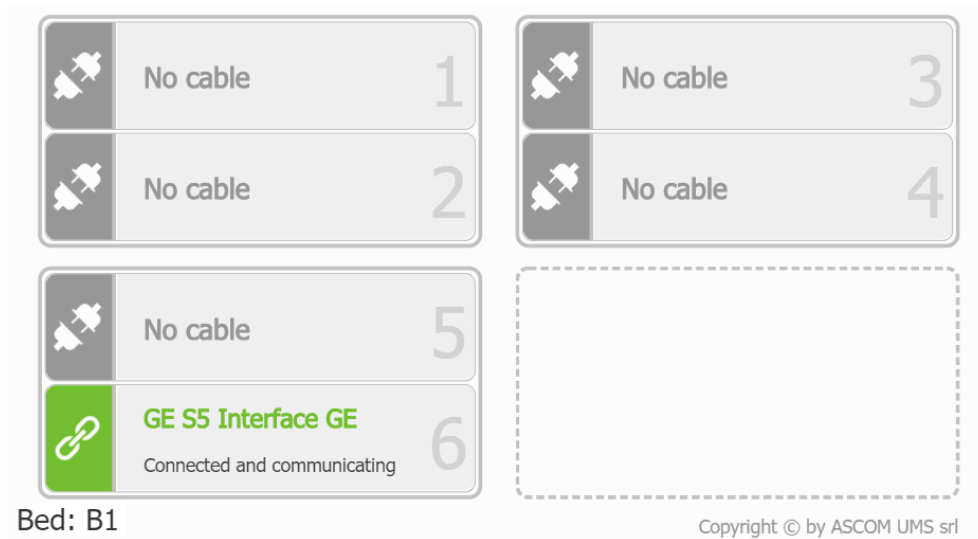 No cable 1
No cable 2
No cable 3
No cable 4
No cable 5
GE S5 Interface GE
Connected and communicating
6
Bed: B1
Copyright © by ASCOM UMS srl